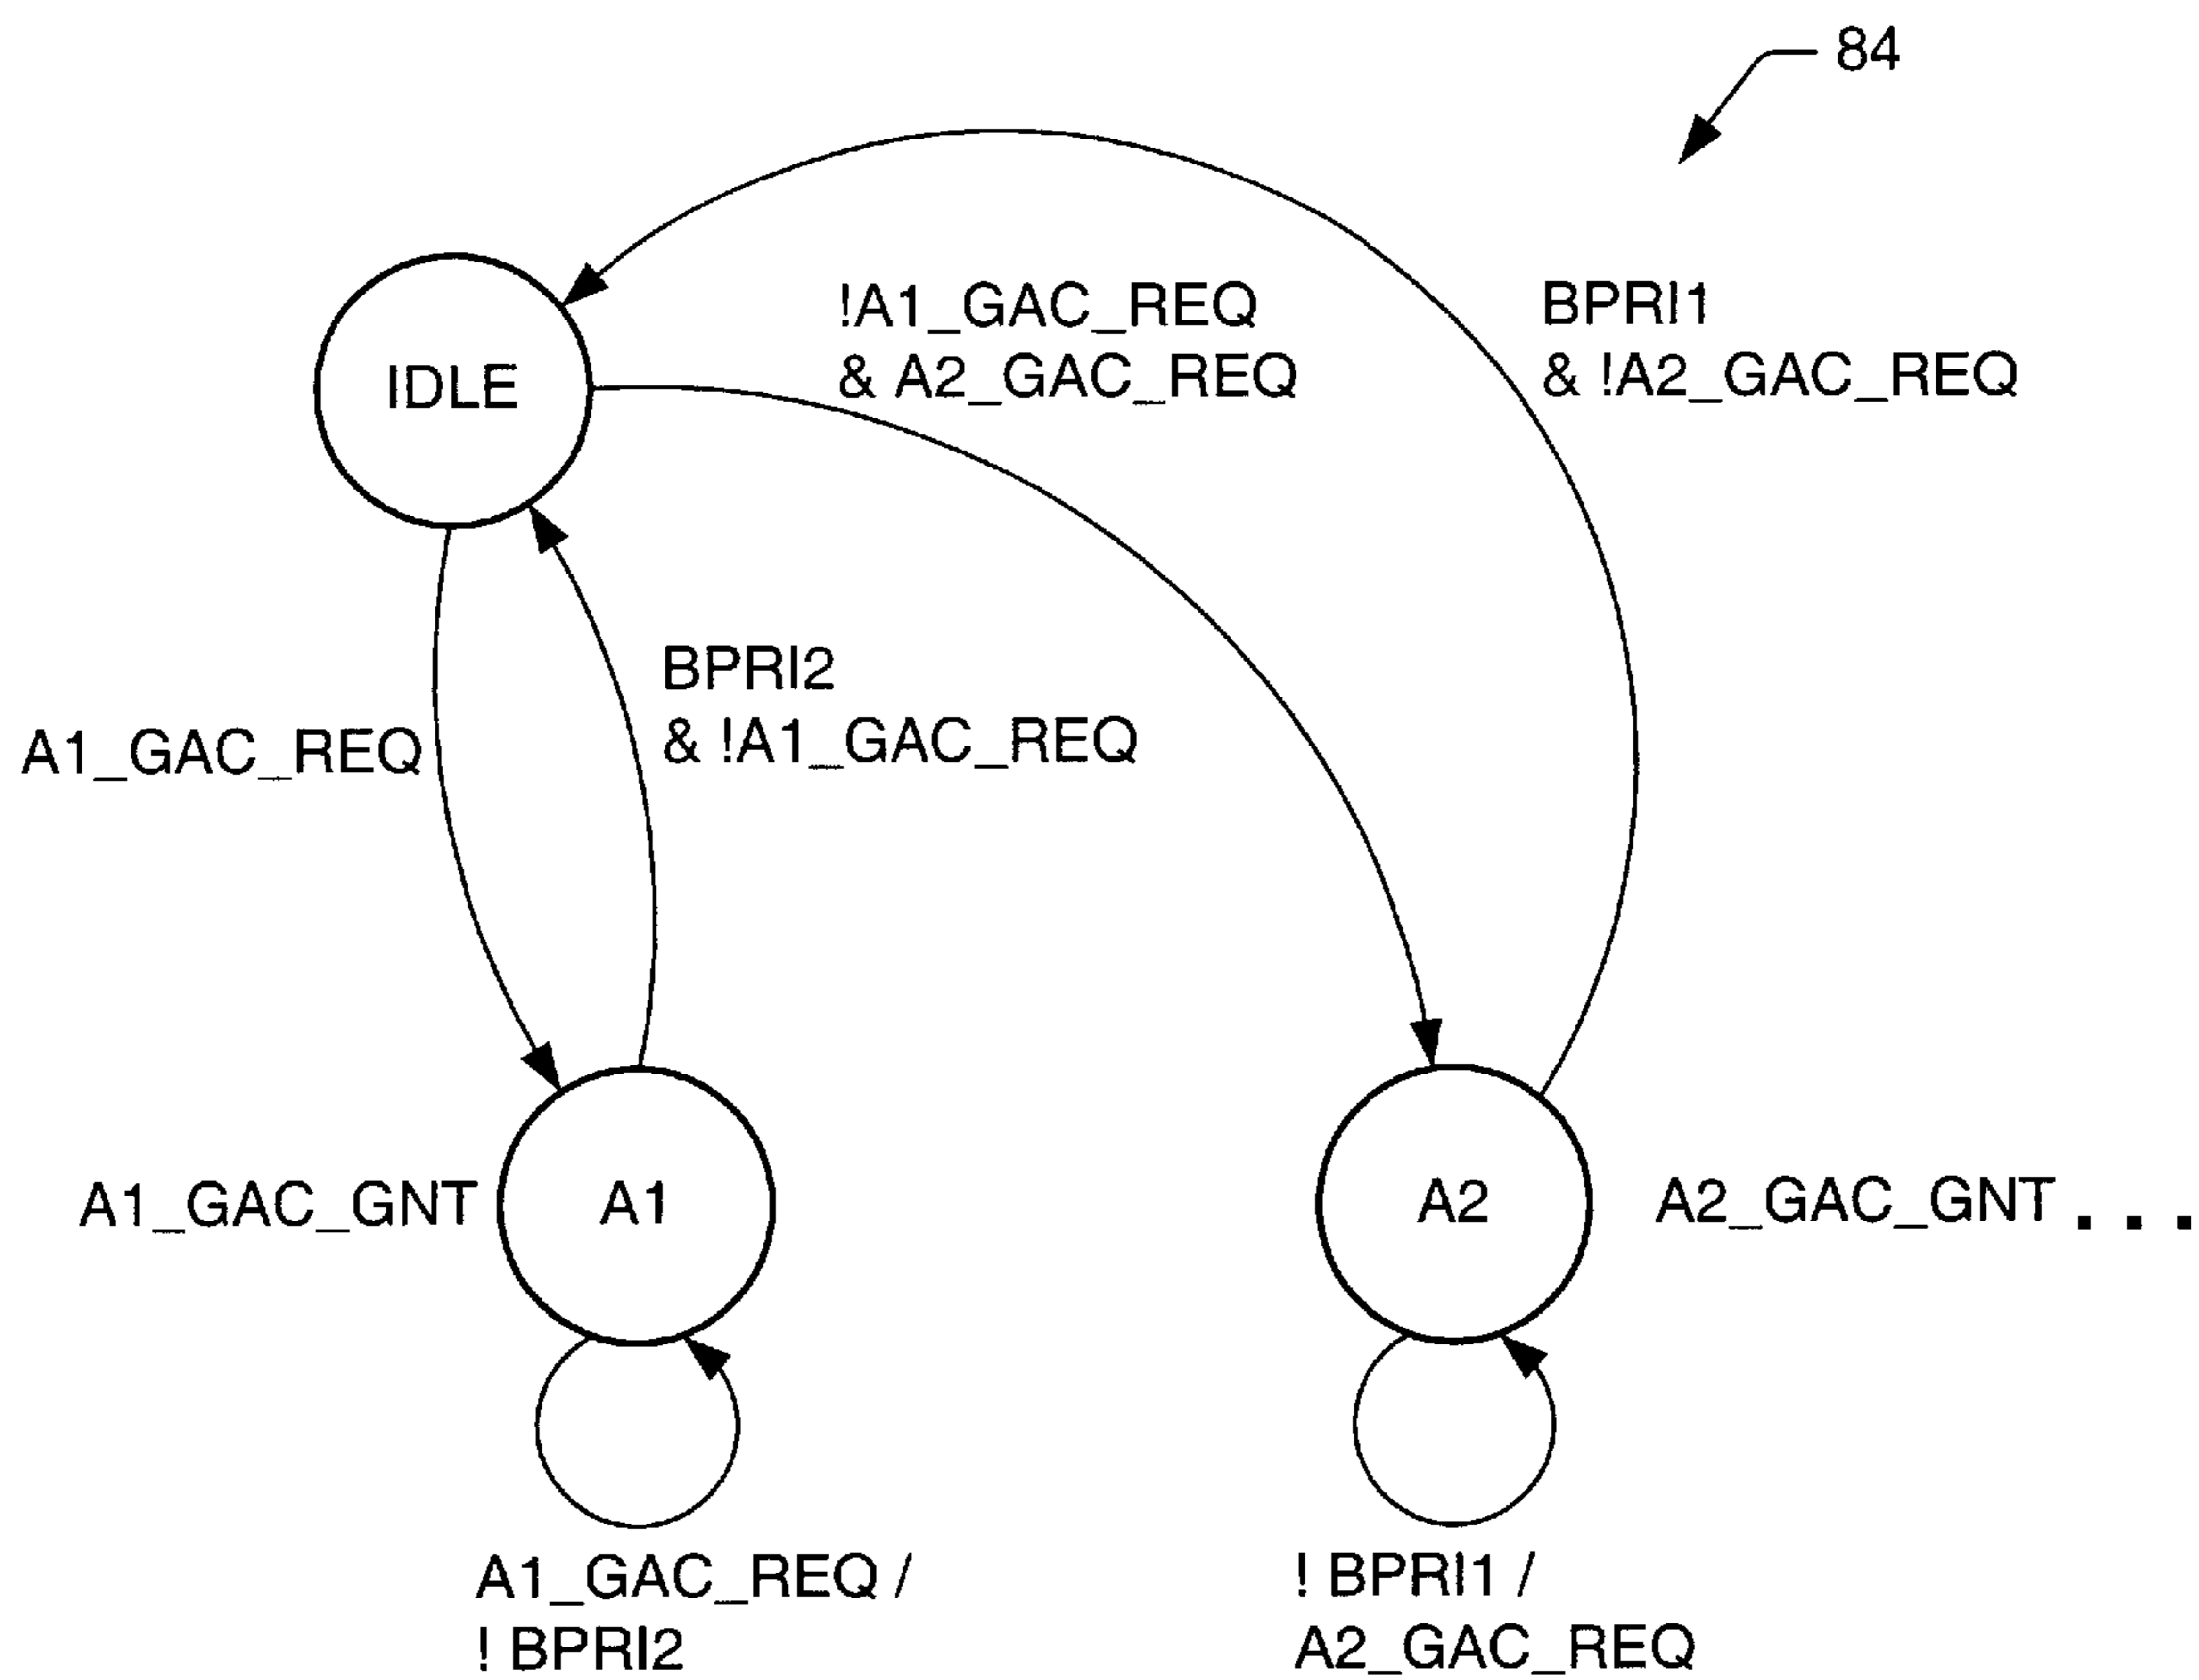 84
!A1_GAC_REQ
& A2_GAC_REQ
BPRI1
& !A2_GAC_REQ
IDLE
BPRI2
& !A1_GAC_REQ
A1_GAC_REQ
A1_GAC_GNT
A1
A2
A2_GAC_GNT . . .
A1_GAC_REQ /
! BPRI2
! BPRI1 /
A2_GAC_REQ